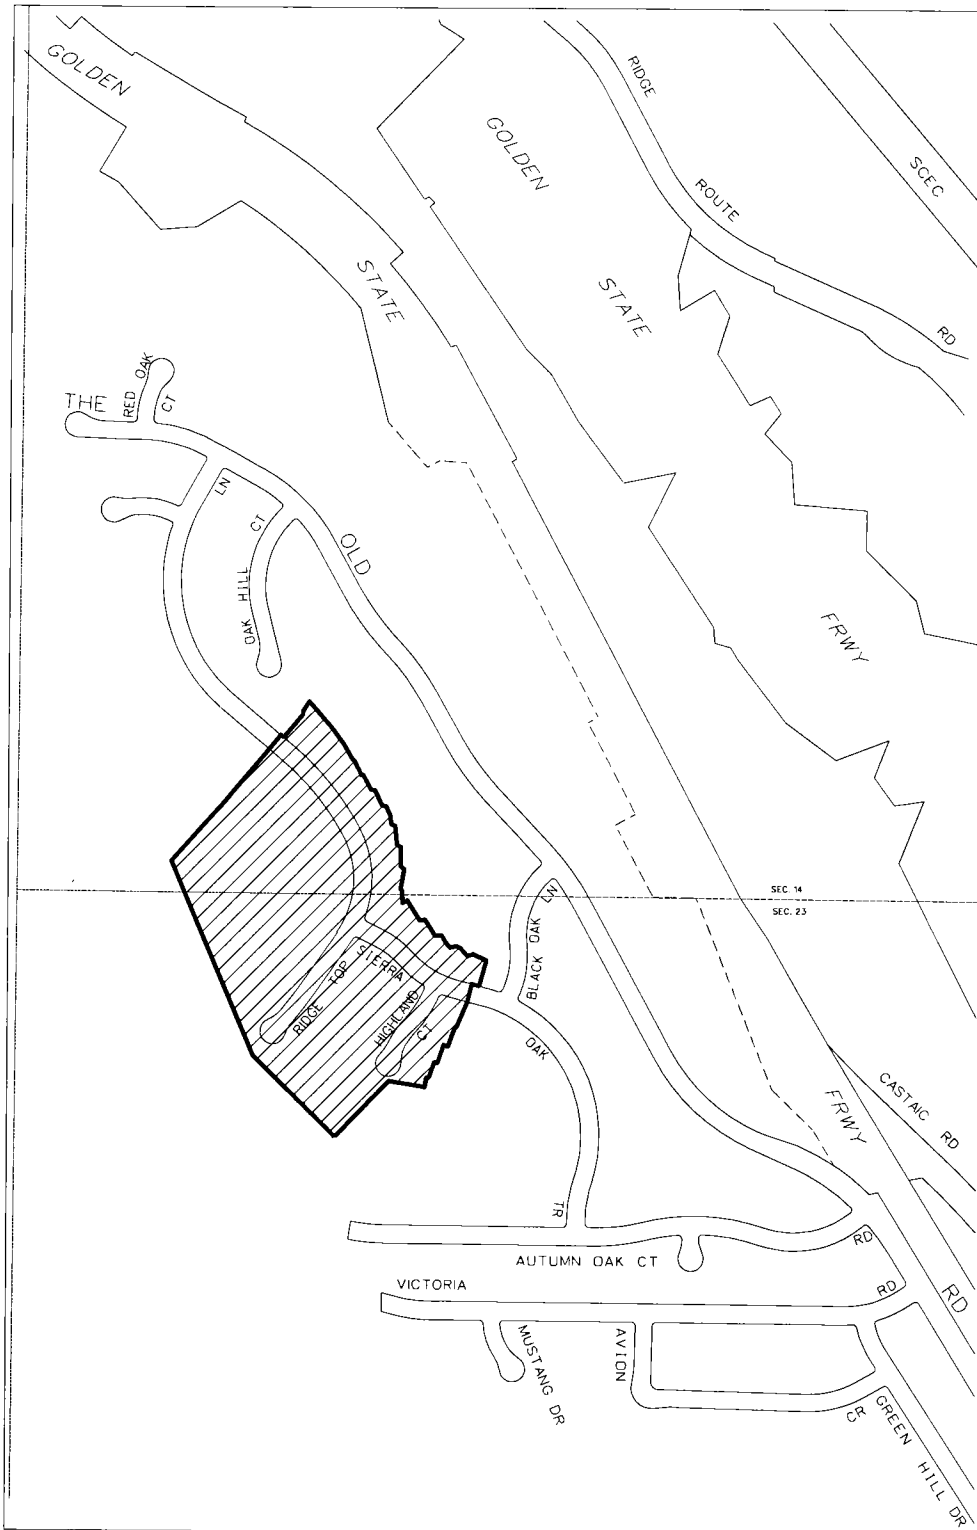 GOLDEN
STATE
GOLDEN
STATE
FRWY
FRWY
RIDGE
ROUTE
RD
SCEC
THE
RED OAK
CT
LN
CT
OAK HILL
OLD
SEC. 14
SEC. 23
BLACK OAK LN
SIERRA
RIDGE TOP
HIGHLAND
CT
OAK
TR
CASTAIC RD
RD
AUTUMN OAK CT
VICTORIA
RD
RD
MUSTANG DR
AVION
CR
GREEN HILL DR